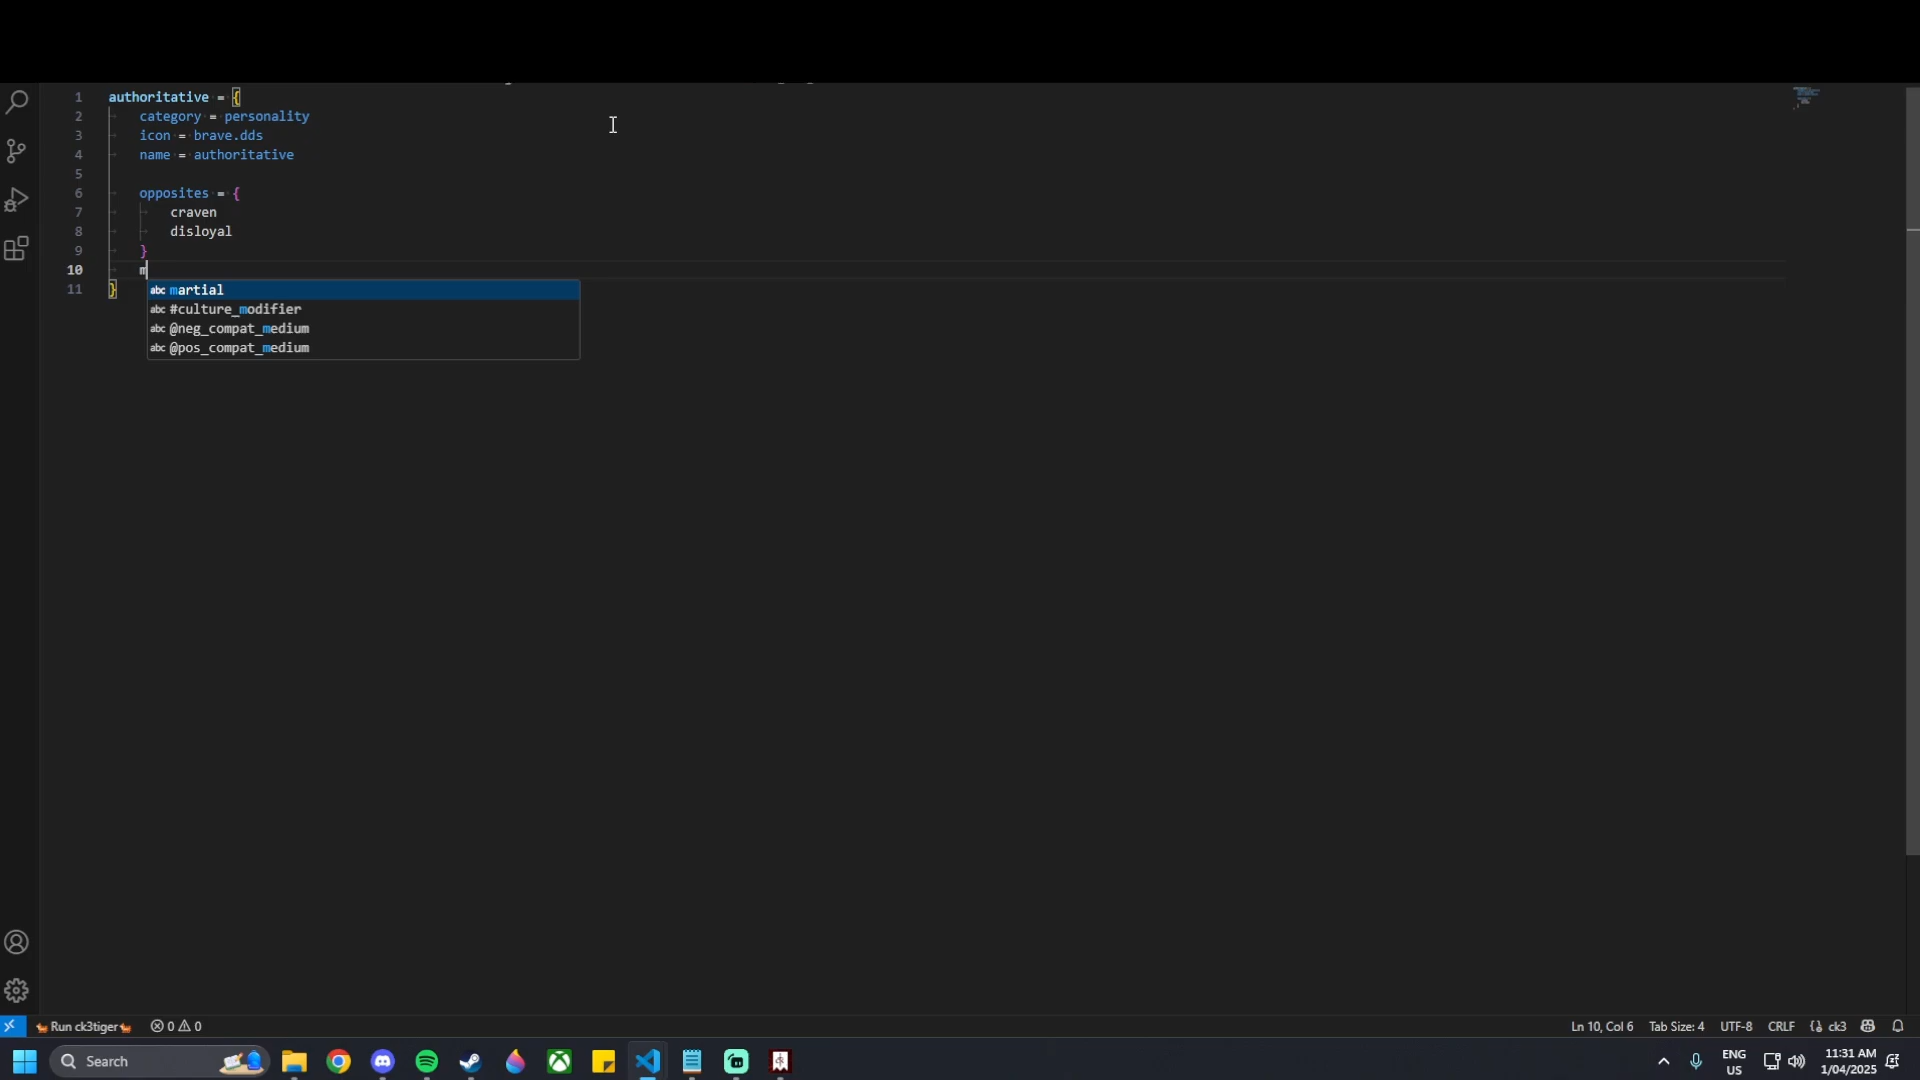 1 authoritative = {
2 category = personality
3 icon = brave.dds
4 name = authoritative
5
6 opposites = {
7 craven
8 disloyal
9 }
10 m
11 }
abc martial
abc #culture_modifier
abc @neg_compat_medium
abc @pos_compat_medium
Run ck3tiger
0 0
Ln 10, Col 6
Tab Size: 4
UTF-8
CRLF
ck3
Search
ENG
US
11:31 AM
1/04/2025